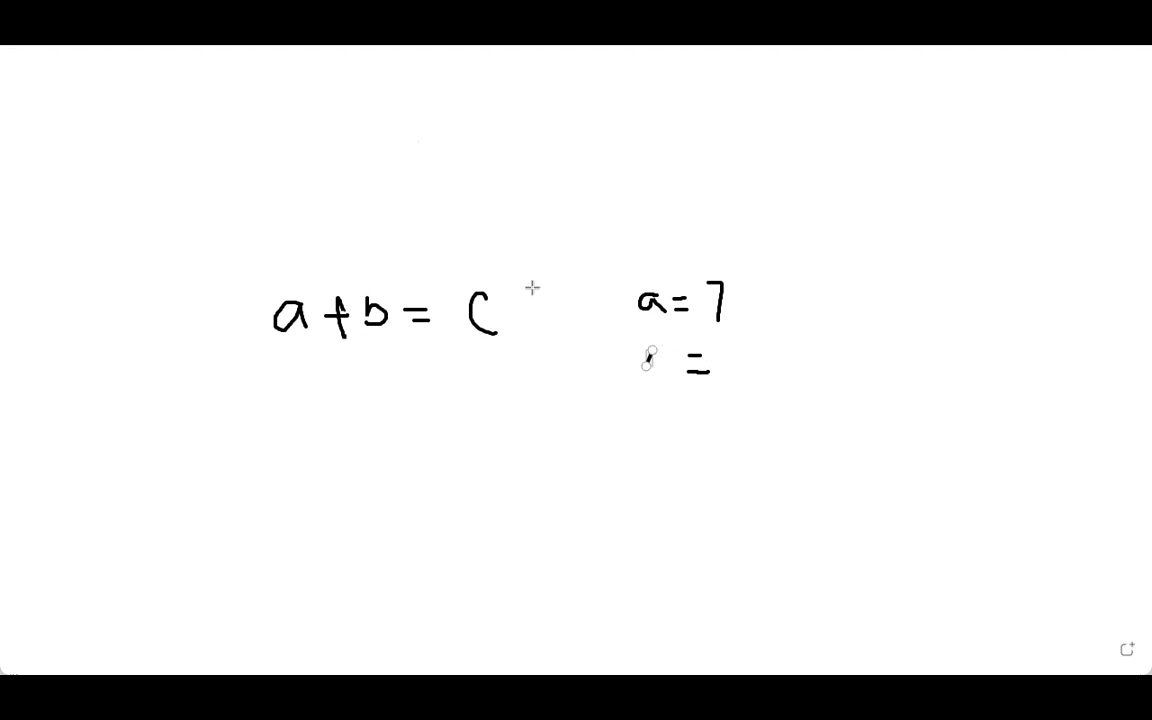 a + b = c
a = 7
=